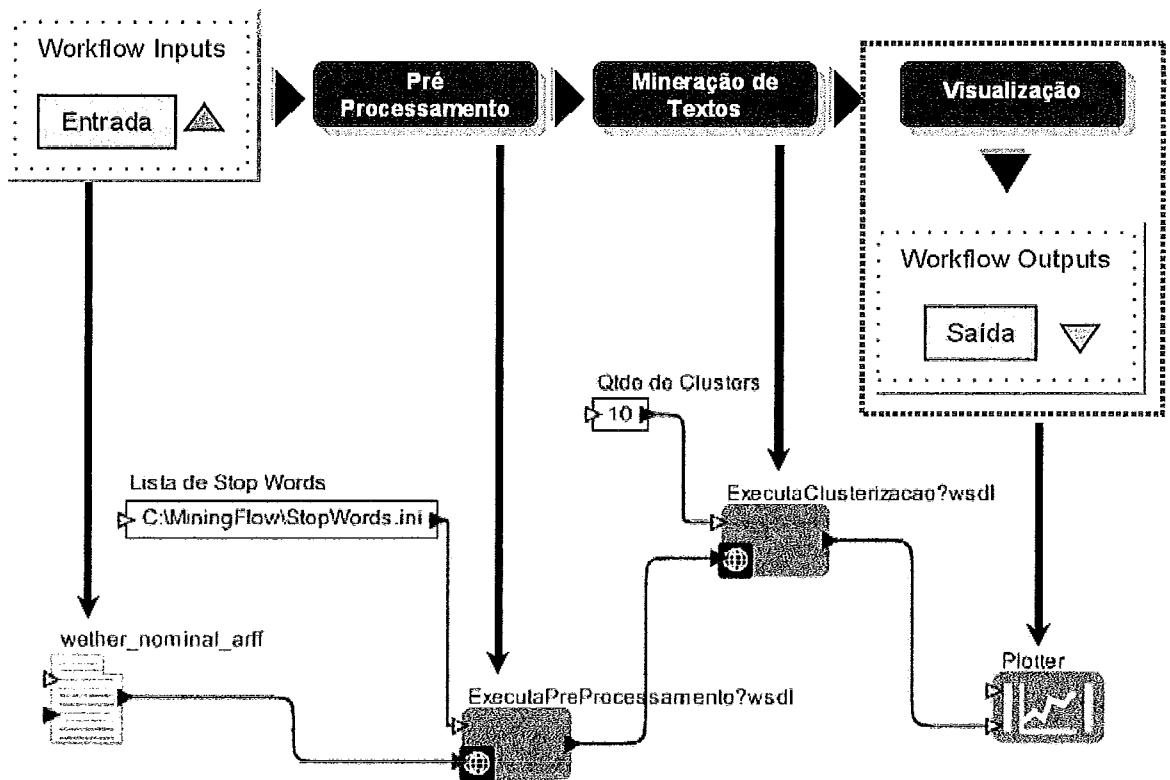 Workflow Inputs
Entrada
Pré
Processamento
Mineração de
Textos
Visualização
Workflow Outputs
Saída
Qtde de Clusters
10
Lista de Stop Words
C:\MiningFlow\StopWords.ini
ExecutaClusterizacao?wsdl
wether_nominal_arff
ExecutaPreProcessamento?wsdl
Plotter